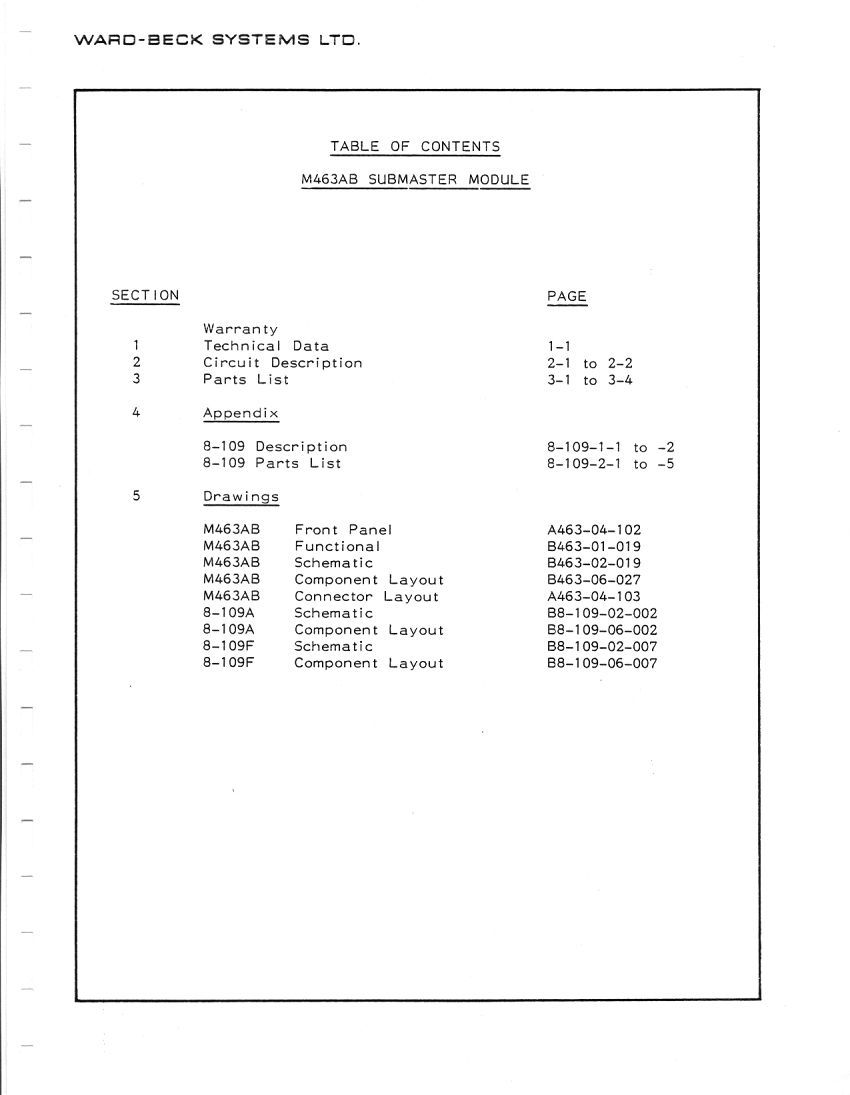 WARD-BECK SYSTEMS LTD.
TABLE OF CONTENTS
M463AB SUBMASTER MODULE
SECTION PAGE
Warranty
1 Technical Data 1-1
2 Circuit Description 2-1 to 2-2
3 Parts List 3-1 to 3-4
4 Appendix
8-109 Description 8-109-1-1 to -2
8-109 Parts List 8-109-2-1 to -5
5 Drawings
M463AB Front Panel A463-04-102
M463AB Functional B463-01-019
M463AB Schematic B463-02-019
M463AB Component Layout B463-06-027
M463AB Connector Layout A463-04-103
8-109A Schematic B8-109-02-002
8-109A Component Layout B8-109-06-002
8-109F Schematic B8-109-02-007
8-109F Component Layout B8-109-06-007